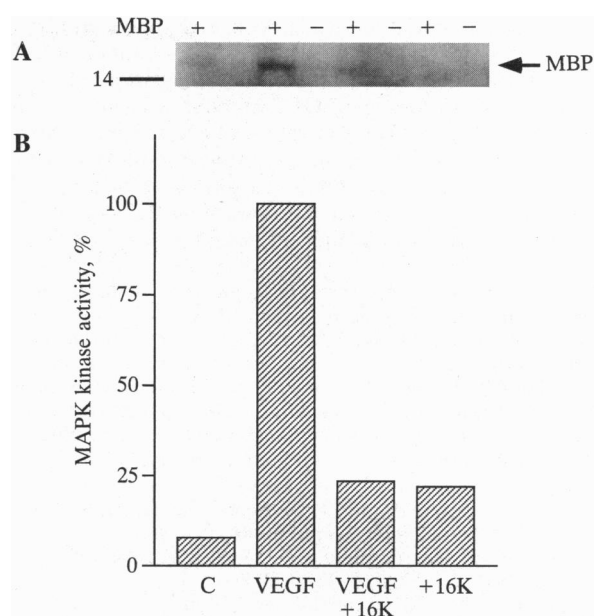 MBP + − + − + − + −
A
14
MBP
B
MAPK kinase activity, %
100
75
50
25
0
C VEGF VEGF +16K
+16K